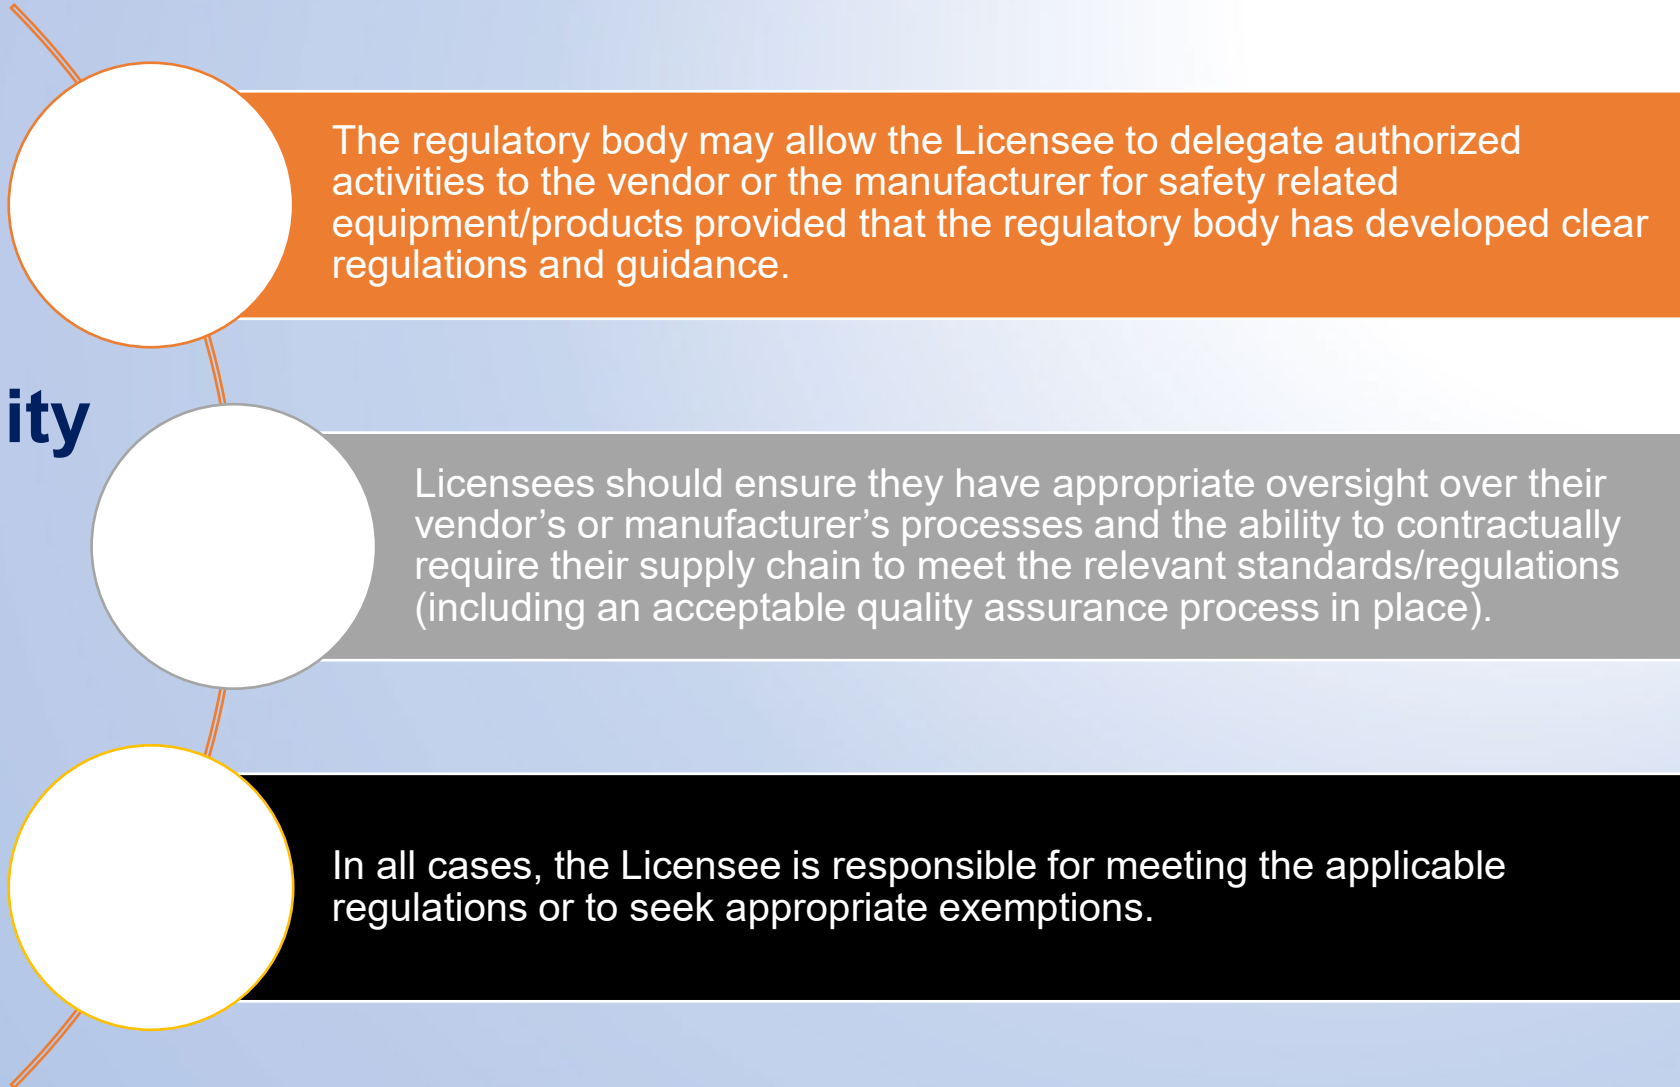 The regulatory body may allow the Licensee to delegate authorized
activities to the vendor or the manufacturer for safety related
equipment/products provided that the regulatory body has developed clear
regulations and guidance.
ity
Licensees should ensure they have appropriate oversight over their
vendor’s or manufacturer’s processes and the ability to contractually
require their supply chain to meet the relevant standards/regulations
(including an acceptable quality assurance process in place).
In all cases, the Licensee is responsible for meeting the applicable
regulations or to seek appropriate exemptions.